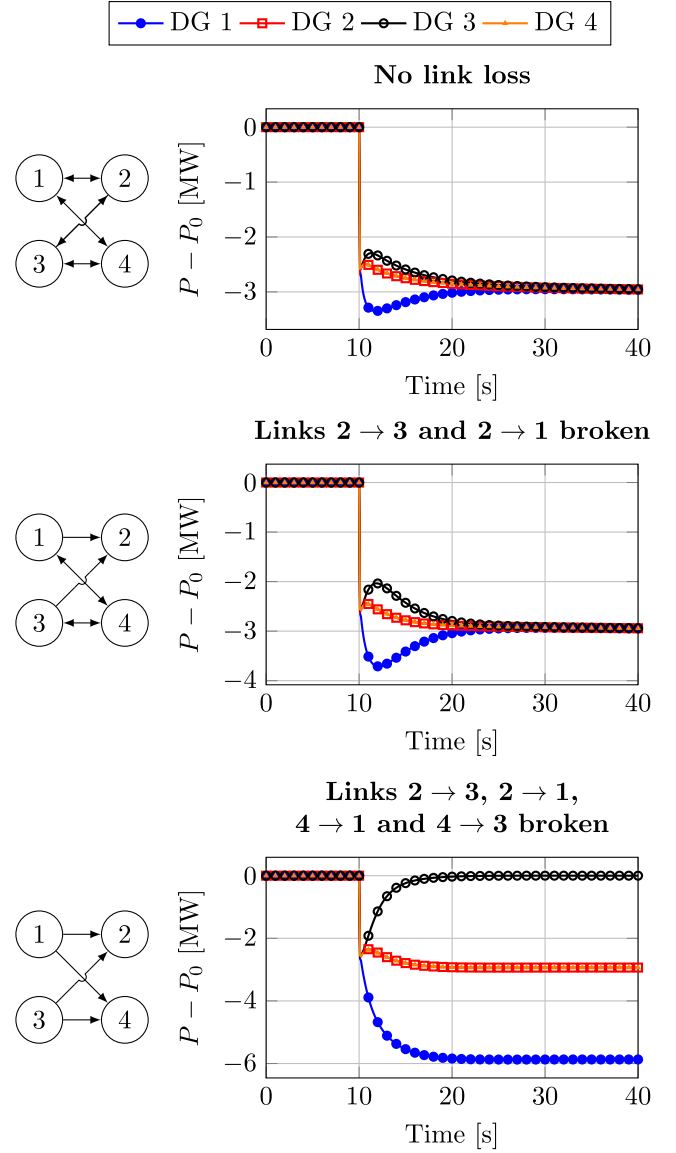 DG 1 DG 2 DG 3 DG 4
No link loss
1 2
3 4
P − P₀ [MW]
0
−1
−2
−3
0 10 20 30 40
Time [s]
Links 2 → 3 and 2 → 1 broken
1 2
3 4
P − P₀ [MW]
0
−1
−2
−3
−4
0 10 20 30 40
Time [s]
Links 2 → 3, 2 → 1,
4 → 1 and 4 → 3 broken
1 2
3 4
P − P₀ [MW]
0
−2
−4
−6
0 10 20 30 40
Time [s]